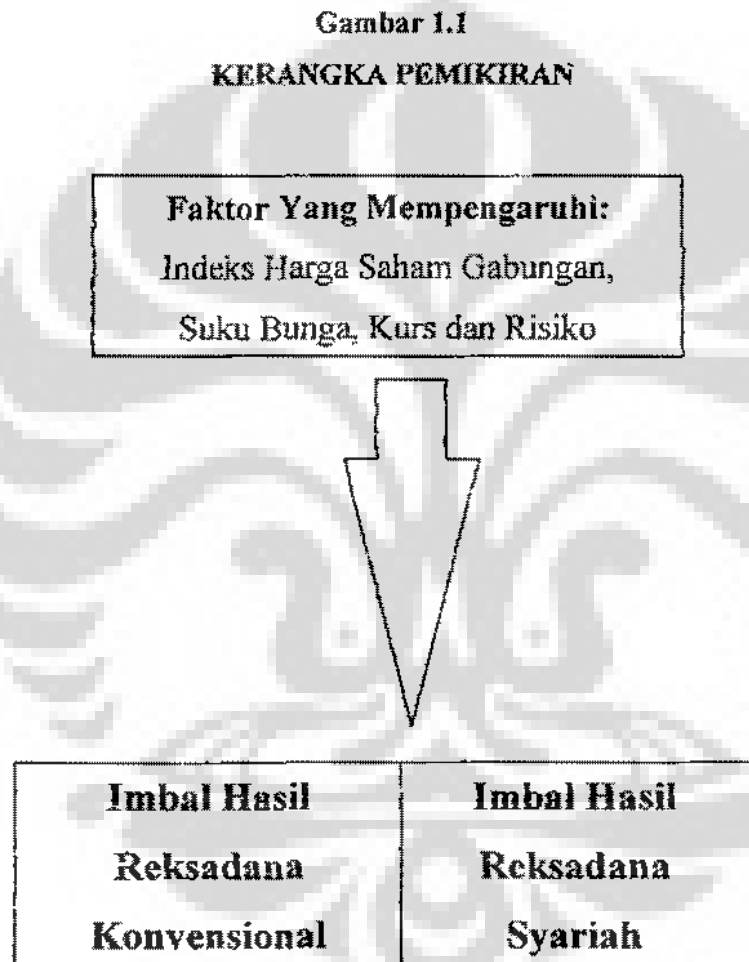 Gambar 1.1
KERANGKA PEMIKIRAN
Faktor Yang Mempengaruhi:
Indeks Harga Saham Gabungan,
Suku Bunga, Kurs dan Risiko
Imbal Hasil
Reksadana
Konvensional
Imbal Hasil
Reksadana
Syariah